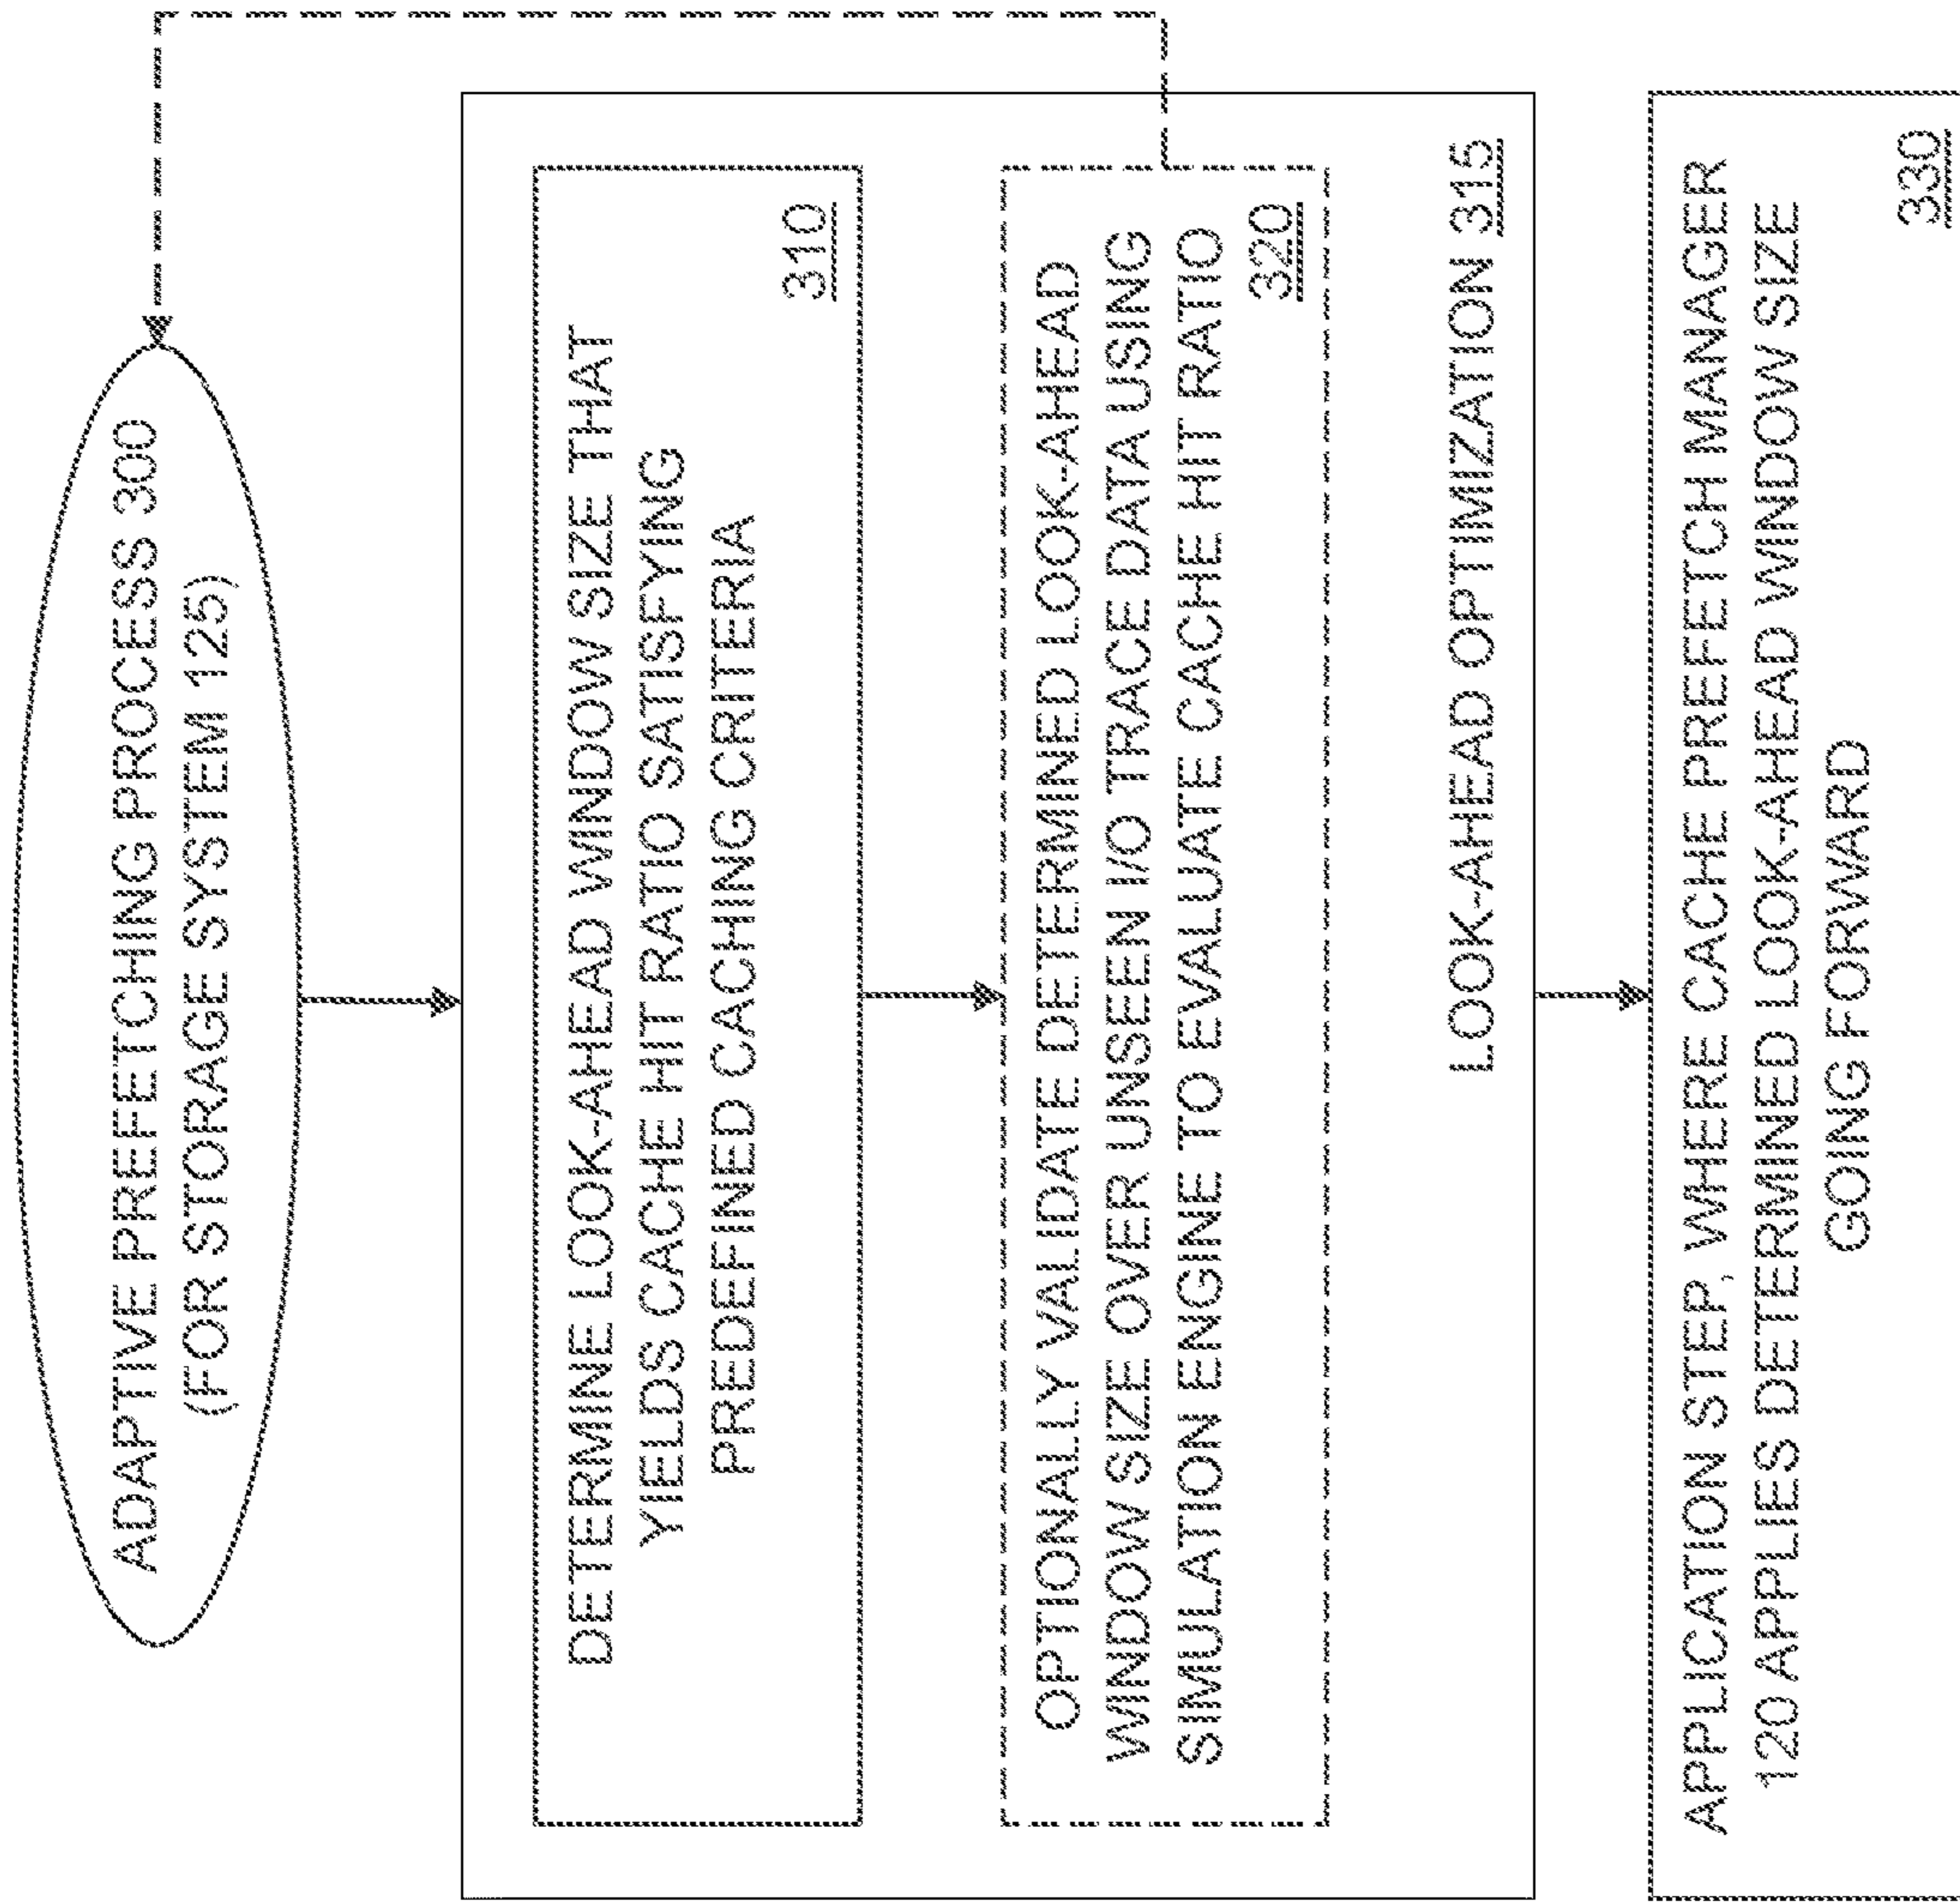 ADAPTIVE PREFETCHING PROCESS 300
(FOR STORAGE SYSTEM 125)
DETERMINE LOOK-AHEAD WINDOW SIZE THAT
YIELDS CACHE HIT RATIO SATISFYING
PREDEFINED CACHING CRITERIA
310
OPTIONALLY VALIDATE DETERMINED LOOK-AHEAD
WINDOW SIZE OVER UNSEEN I/O TRACE DATA USING
SIMULATION ENGINE TO EVALUATE CACHE HIT RATIO
320
LOOK-AHEAD OPTIMIZATION 315
APPLICATION STEP, WHERE CACHE PREFETCH MANAGER
120 APPLIES DETERMINED LOOK-AHEAD WINDOW SIZE
GOING FORWARD
330